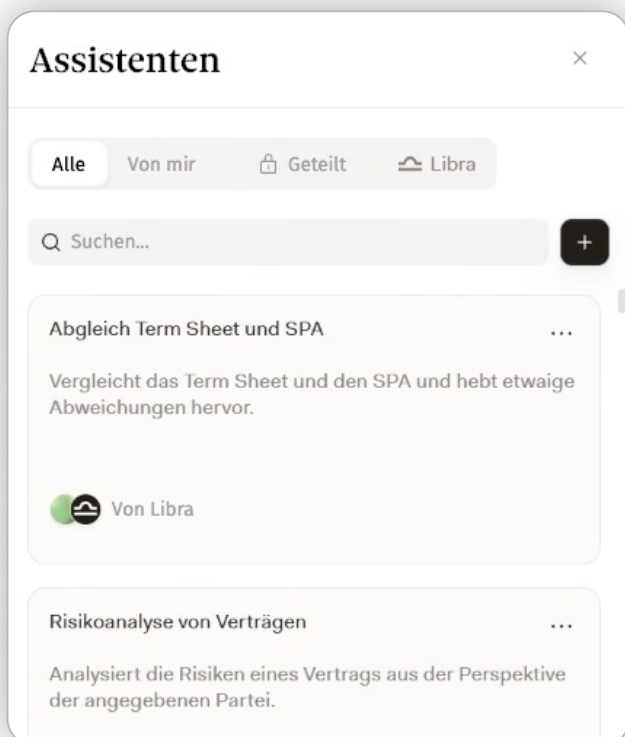 Assistenten
Alle Von mir Geteilt Libra
Suchen...
Abgleich Term Sheet und SPA
Vergleicht das Term Sheet und den SPA und hebt etwaige
Abweichungen hervor.
Von Libra
Risikoanalyse von Verträgen
Analysiert die Risiken eines Vertrags aus der Perspektive
der angegebenen Partei.